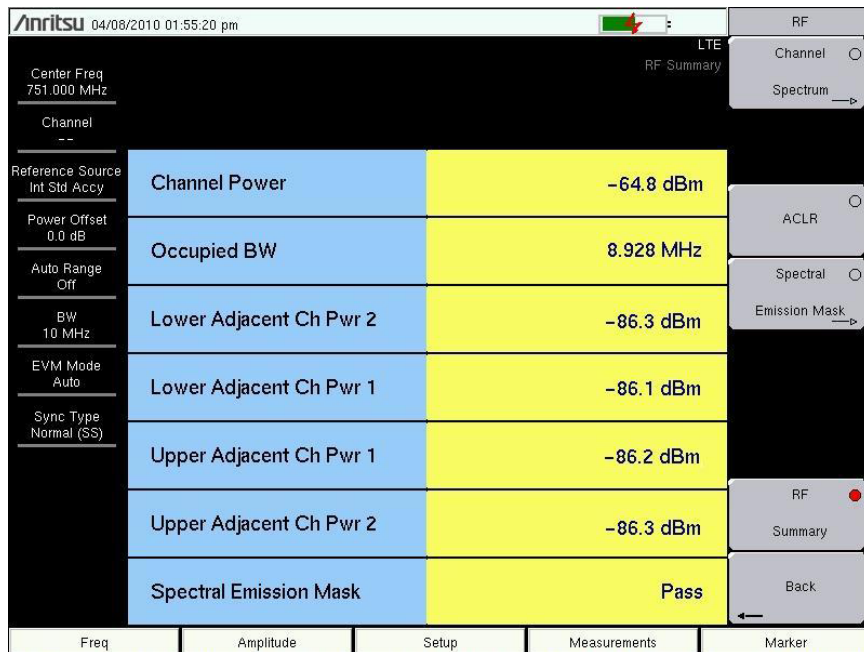 Anritsu 04/08/2010 01:55:20 pm
RF
LTE
RF Summary
Center Freq
751.000 MHz
Channel
--
Reference Source
Int Std Accy
Power Offset
0.0 dB
Auto Range
Off
BW
10 MHz
EVM Mode
Auto
Sync Type
Normal (SS)
Channel Power -64.8 dBm
Occupied BW 8.928 MHz
Lower Adjacent Ch Pwr 2 -86.3 dBm
Lower Adjacent Ch Pwr 1 -86.1 dBm
Upper Adjacent Ch Pwr 1 -86.2 dBm
Upper Adjacent Ch Pwr 2 -86.3 dBm
Spectral Emission Mask Pass
Channel
Spectrum
ACLR
Spectral
Emission Mask
RF
Summary
Back
Freq Amplitude Setup Measurements Marker